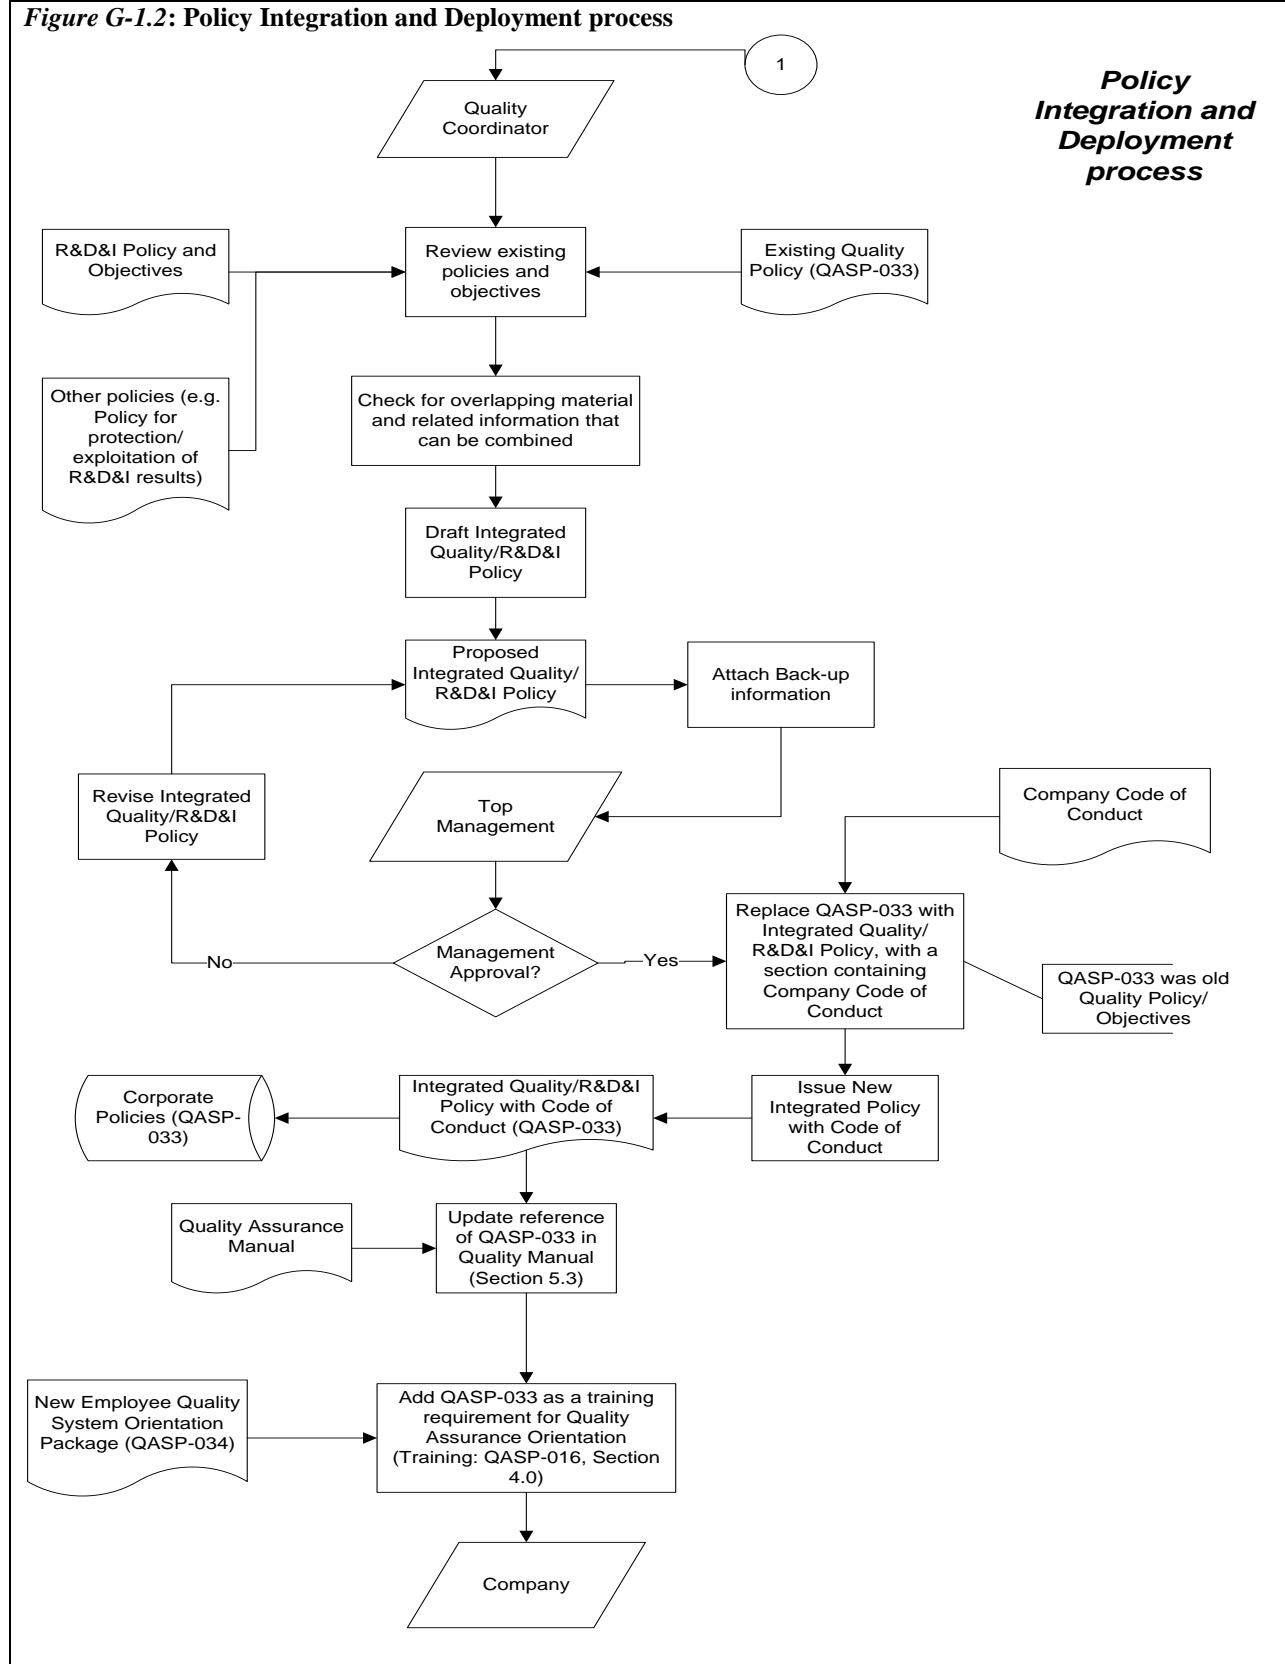 Figure G-1.2: Policy Integration and Deployment process
1
Policy
Integration and
Deployment
process
Quality
Coordinator
R&D&I Policy and
Objectives
Review existing
policies and
objectives
Existing Quality
Policy (QASP-033)
Other policies (e.g.
Policy for
protection/
exploitation of
R&D&I results)
Check for overlapping material
and related information that
can be combined
Draft Integrated
Quality/R&D&I
Policy
Proposed
Integrated Quality/
R&D&I Policy
Attach Back-up
information
Revise Integrated
Quality/R&D&I
Policy
Top
Management
Company Code of
Conduct
Management
Approval?
No
Yes
Replace QASP-033 with
Integrated Quality/
R&D&I Policy, with a
section containing
Company Code of
Conduct
QASP-033 was old
Quality Policy/
Objectives
Corporate
Policies (QASP-
033)
Integrated Quality/R&D&I
Policy with Code of
Conduct (QASP-033)
Issue New
Integrated Policy
with Code of
Conduct
Quality Assurance
Manual
Update reference
of QASP-033 in
Quality Manual
(Section 5.3)
New Employee Quality
System Orientation
Package (QASP-034)
Add QASP-033 as a training
requirement for Quality
Assurance Orientation
(Training: QASP-016, Section
4.0)
Company